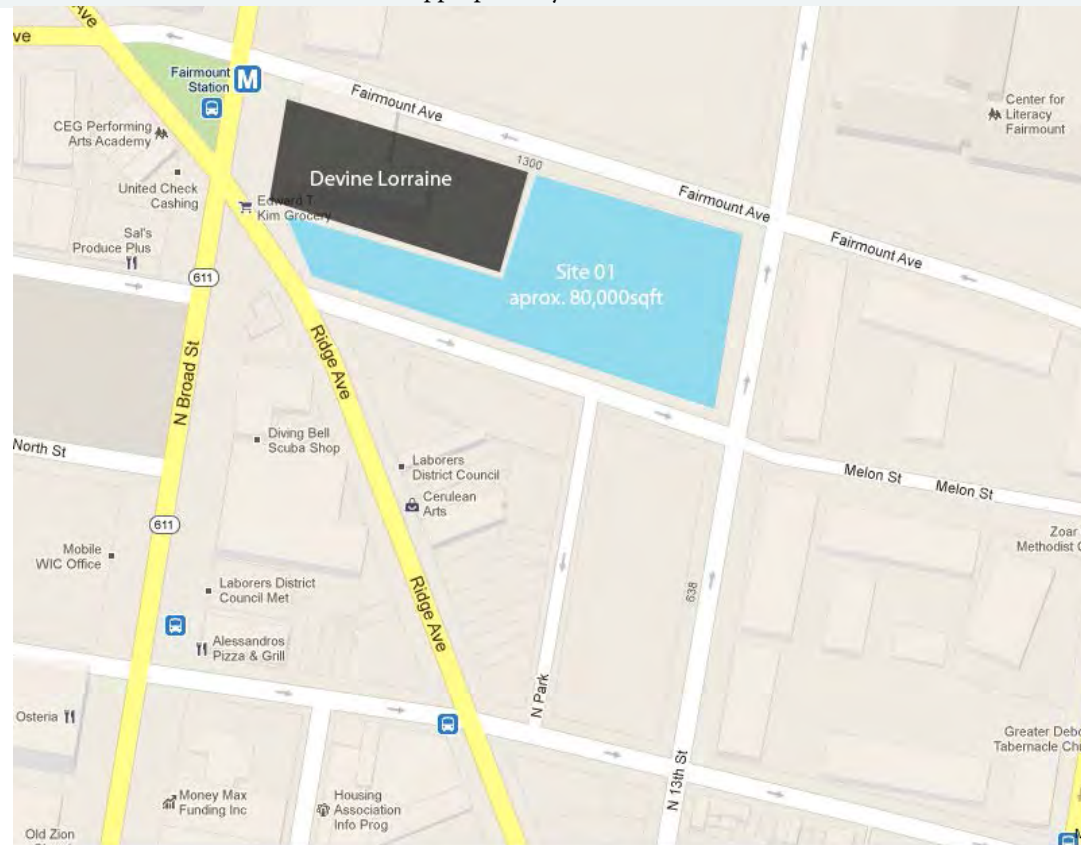 Ave
ve
Fairmount
Station
M
Fairmount Ave
CEG Performing
Arts Academy
Center for
Literacy
Fairmount
1300
Devine Lorraine
United Check
Cashing
Edward T.
Kim Grocery
Fairmount Ave
Sal's
Produce Plus
Fairmount Ave
611
Site 01
aprox. 80,000sqft
Ridge Ave
N Broad St
North St
Diving Bell
Scuba Shop
Laborers
District Council
Cerulean
Arts
Melon St
Melon St
611
Mobile
WIC Office
Zoar
Methodist
Laborers District
Council Met
638
Ridge Ave
Alessandros
Pizza & Grill
N Park
Osteria
Greater Deb
Tabernacle Ch
N 13th St
Money Max
Funding Inc
Housing
Association
Info Prog
Old Zion